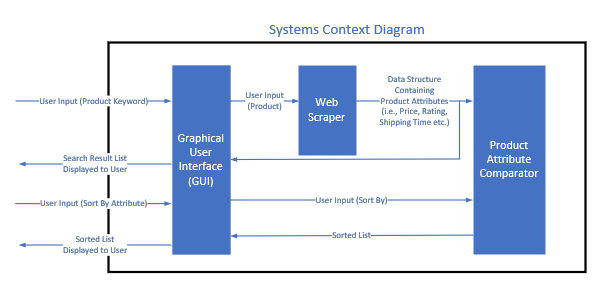 Systems Context Diagram
User Input (Product Keyword)
Search Result List
Displayed to User
User Input (Sort By Attribute)
Sorted List
Displayed to User
Graphical
User
Interface
(GUI)
User Input
(Product)
Web
Scraper
Data Structure
Containing
Product Attributes
(i.e., Price, Rating,
Shipping Time etc.)
User Input (Sort By)
Sorted List
Product
Attribute
Comparator